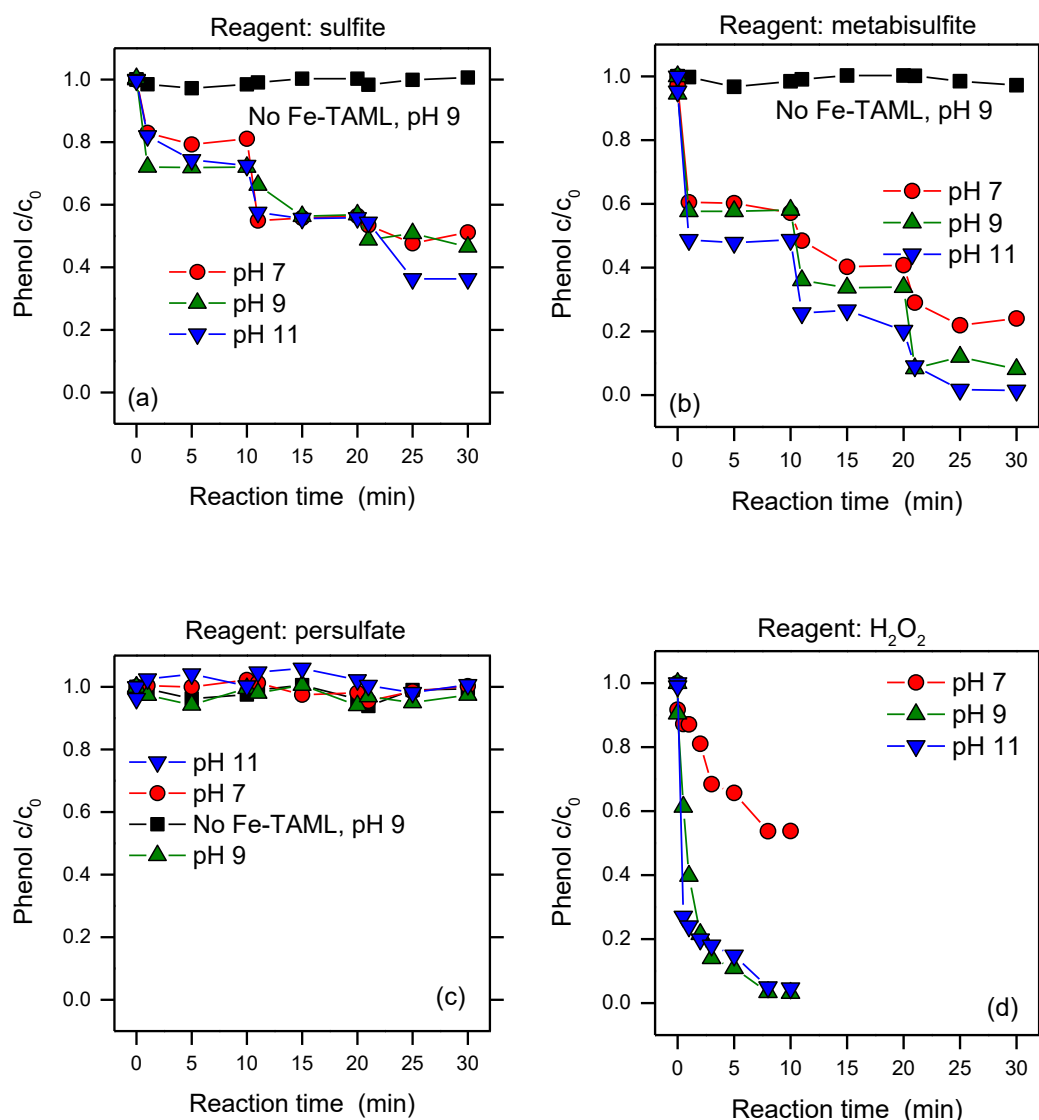 Reagent: sulfite
Phenol c/c0
1.0
0.8
0.6
0.4
0.2
0.0
No Fe-TAML, pH 9
pH 7
pH 9
pH 11
(a)
0 5 10 15 20 25 30
Reaction time (min)
Reagent: metabisulfite
Phenol c/c0
1.0
0.8
0.6
0.4
0.2
0.0
No Fe-TAML, pH 9
pH 7
pH 9
pH 11
(b)
0 5 10 15 20 25 30
Reaction time (min)
Reagent: persulfate
Phenol c/c0
1.0
0.8
0.6
0.4
0.2
0.0
pH 11
pH 7
No Fe-TAML, pH 9
pH 9
(c)
0 5 10 15 20 25 30
Reaction time (min)
Reagent: H2O2
Phenol c/c0
1.0
0.8
0.6
0.4
0.2
0.0
pH 7
pH 9
pH 11
(d)
0 5 10 15 20 25 30
Reaction time (min)